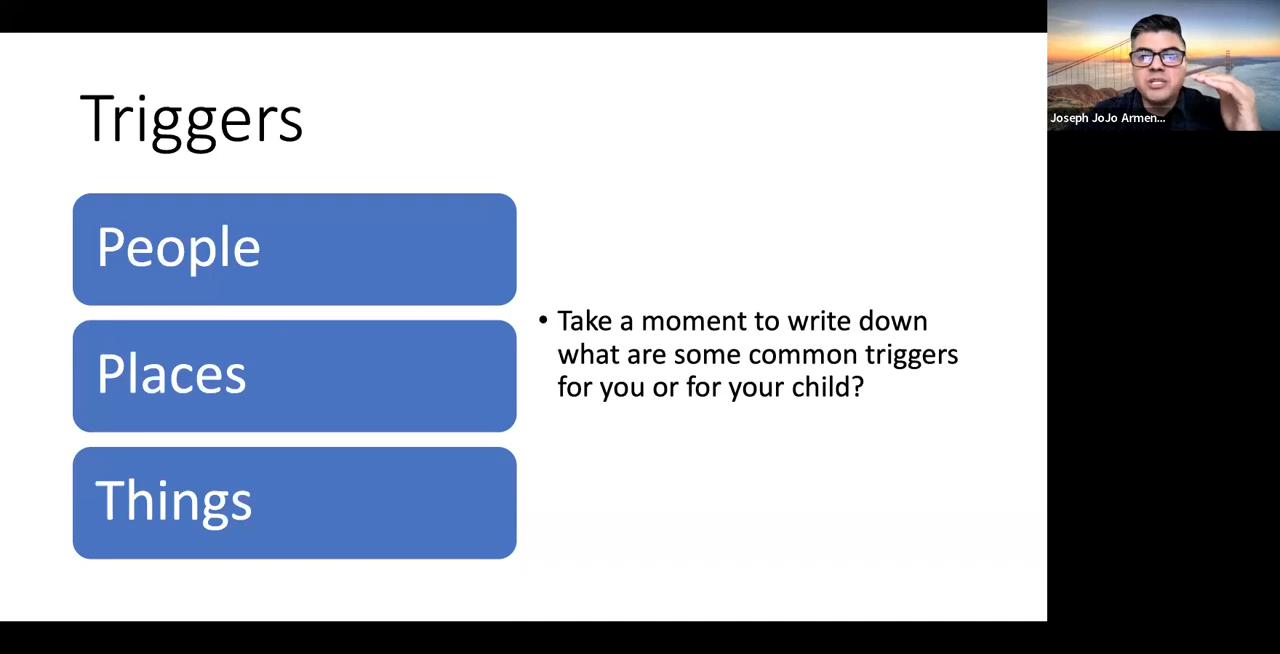 Triggers
People
Places
Things
• Take a moment to write down
what are some common triggers
for you or for your child?
Joseph JoJo Armen...